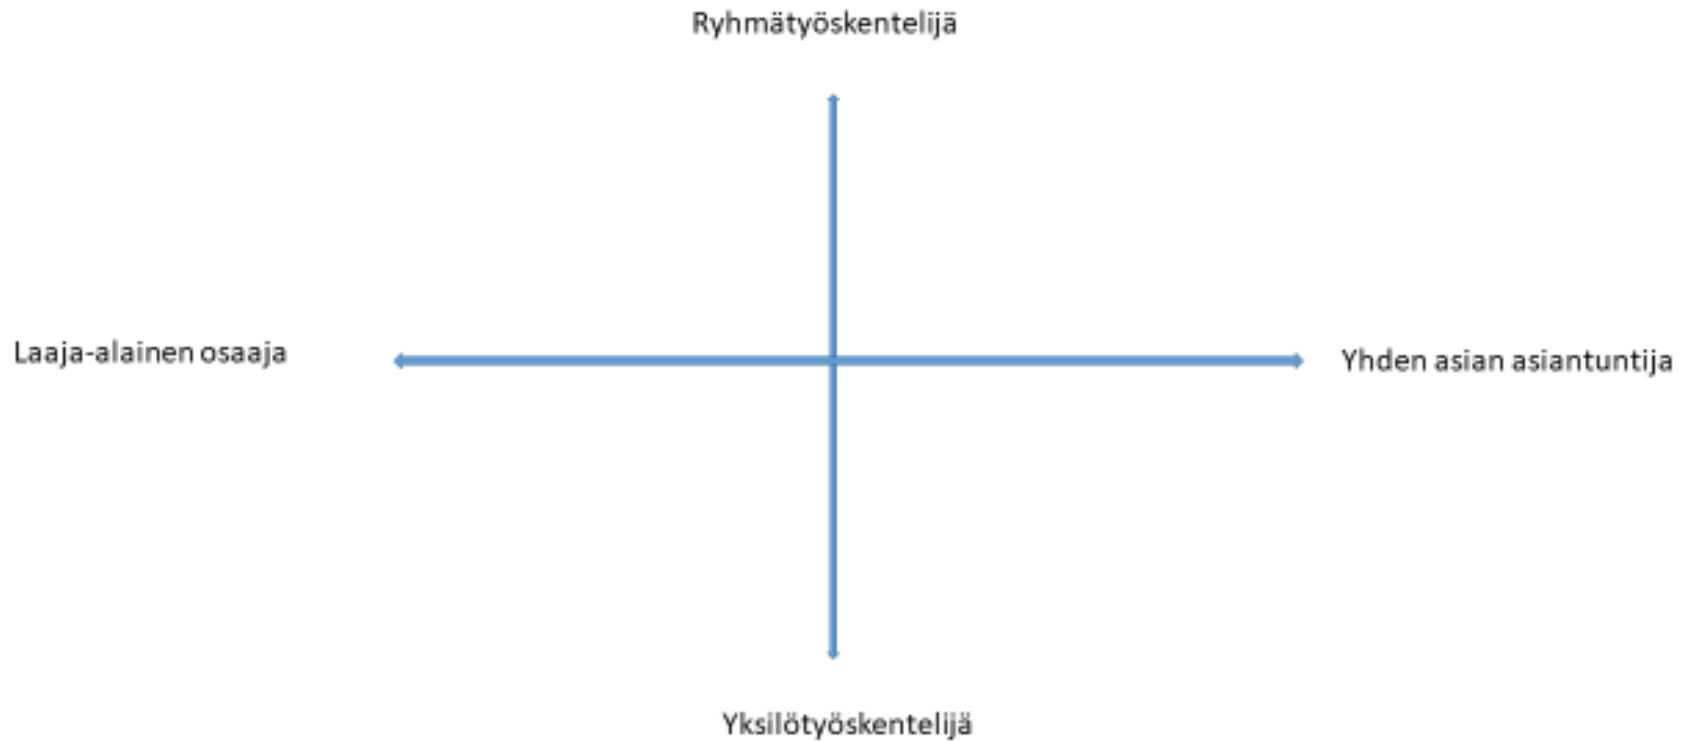 Ryhmätyöskentelijä
Laaja-alainen osaaja
Yhden asian asiantuntija
Yksilötyöskentelijä